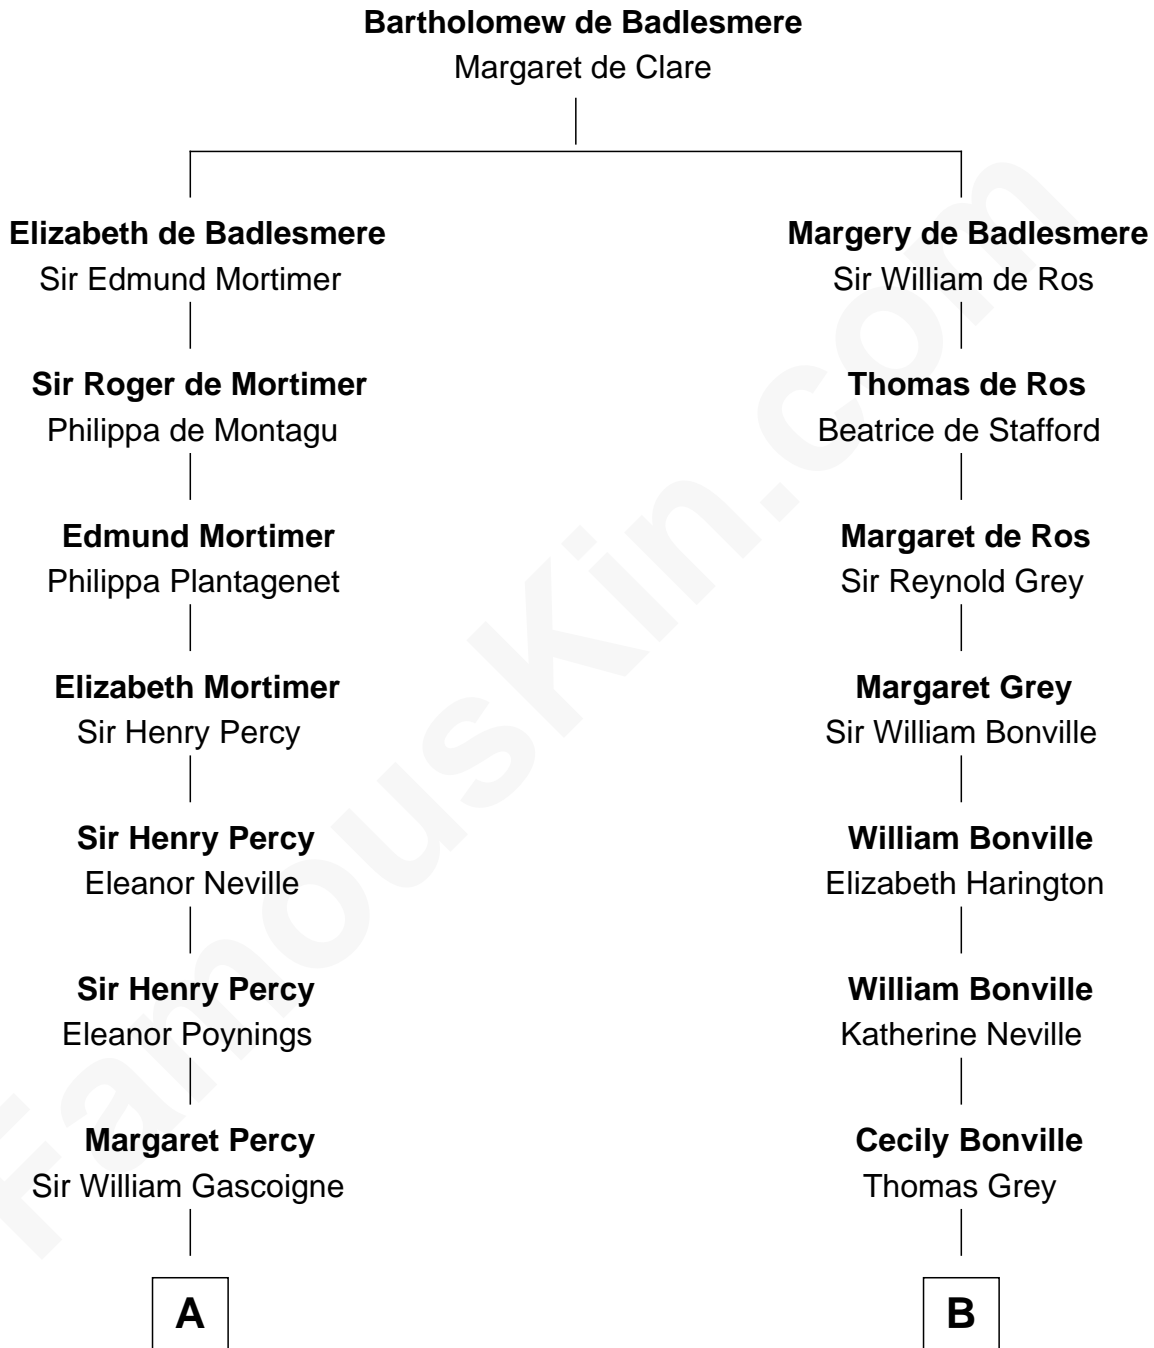 Bartholomew de Badlesmere
Margaret de Clare
Elizabeth de Badlesmere
Sir Edmund Mortimer
Sir Roger de Mortimer
Philippa de Montagu
Edmund Mortimer
Philippa Plantagenet
Elizabeth Mortimer
Sir Henry Percy
Sir Henry Percy
Eleanor Neville
Sir Henry Percy
Eleanor Poynings
Margaret Percy
Sir William Gascoigne
A
Margery de Badlesmere
Sir William de Ros
Thomas de Ros
Beatrice de Stafford
Margaret de Ros
Sir Reynold Grey
Margaret Grey
Sir William Bonville
William Bonville
Elizabeth Harington
William Bonville
Katherine Neville
Cecily Bonville
Thomas Grey
B
FamousKin.com